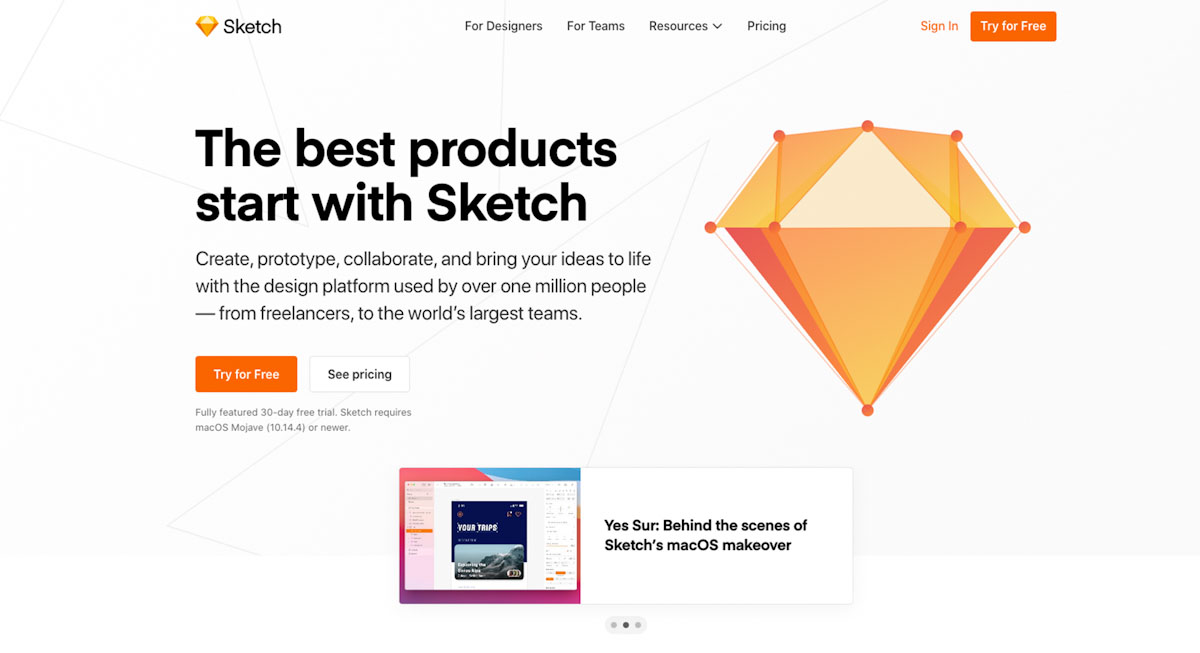 Sketch
For Designers
For Teams
Resources
Pricing
Sign In
Try for Free
The best products
start with Sketch
Create, prototype, collaborate, and bring your ideas to life
with the design platform used by over one million people
— from freelancers, to the world’s largest teams.
Try for Free
See pricing
Fully featured 30-day free trial. Sketch requires
macOS Mojave (10.14.4) or newer.
YOUR TRIPS
Yes Sur: Behind the scenes of
Sketch’s macOS makeover